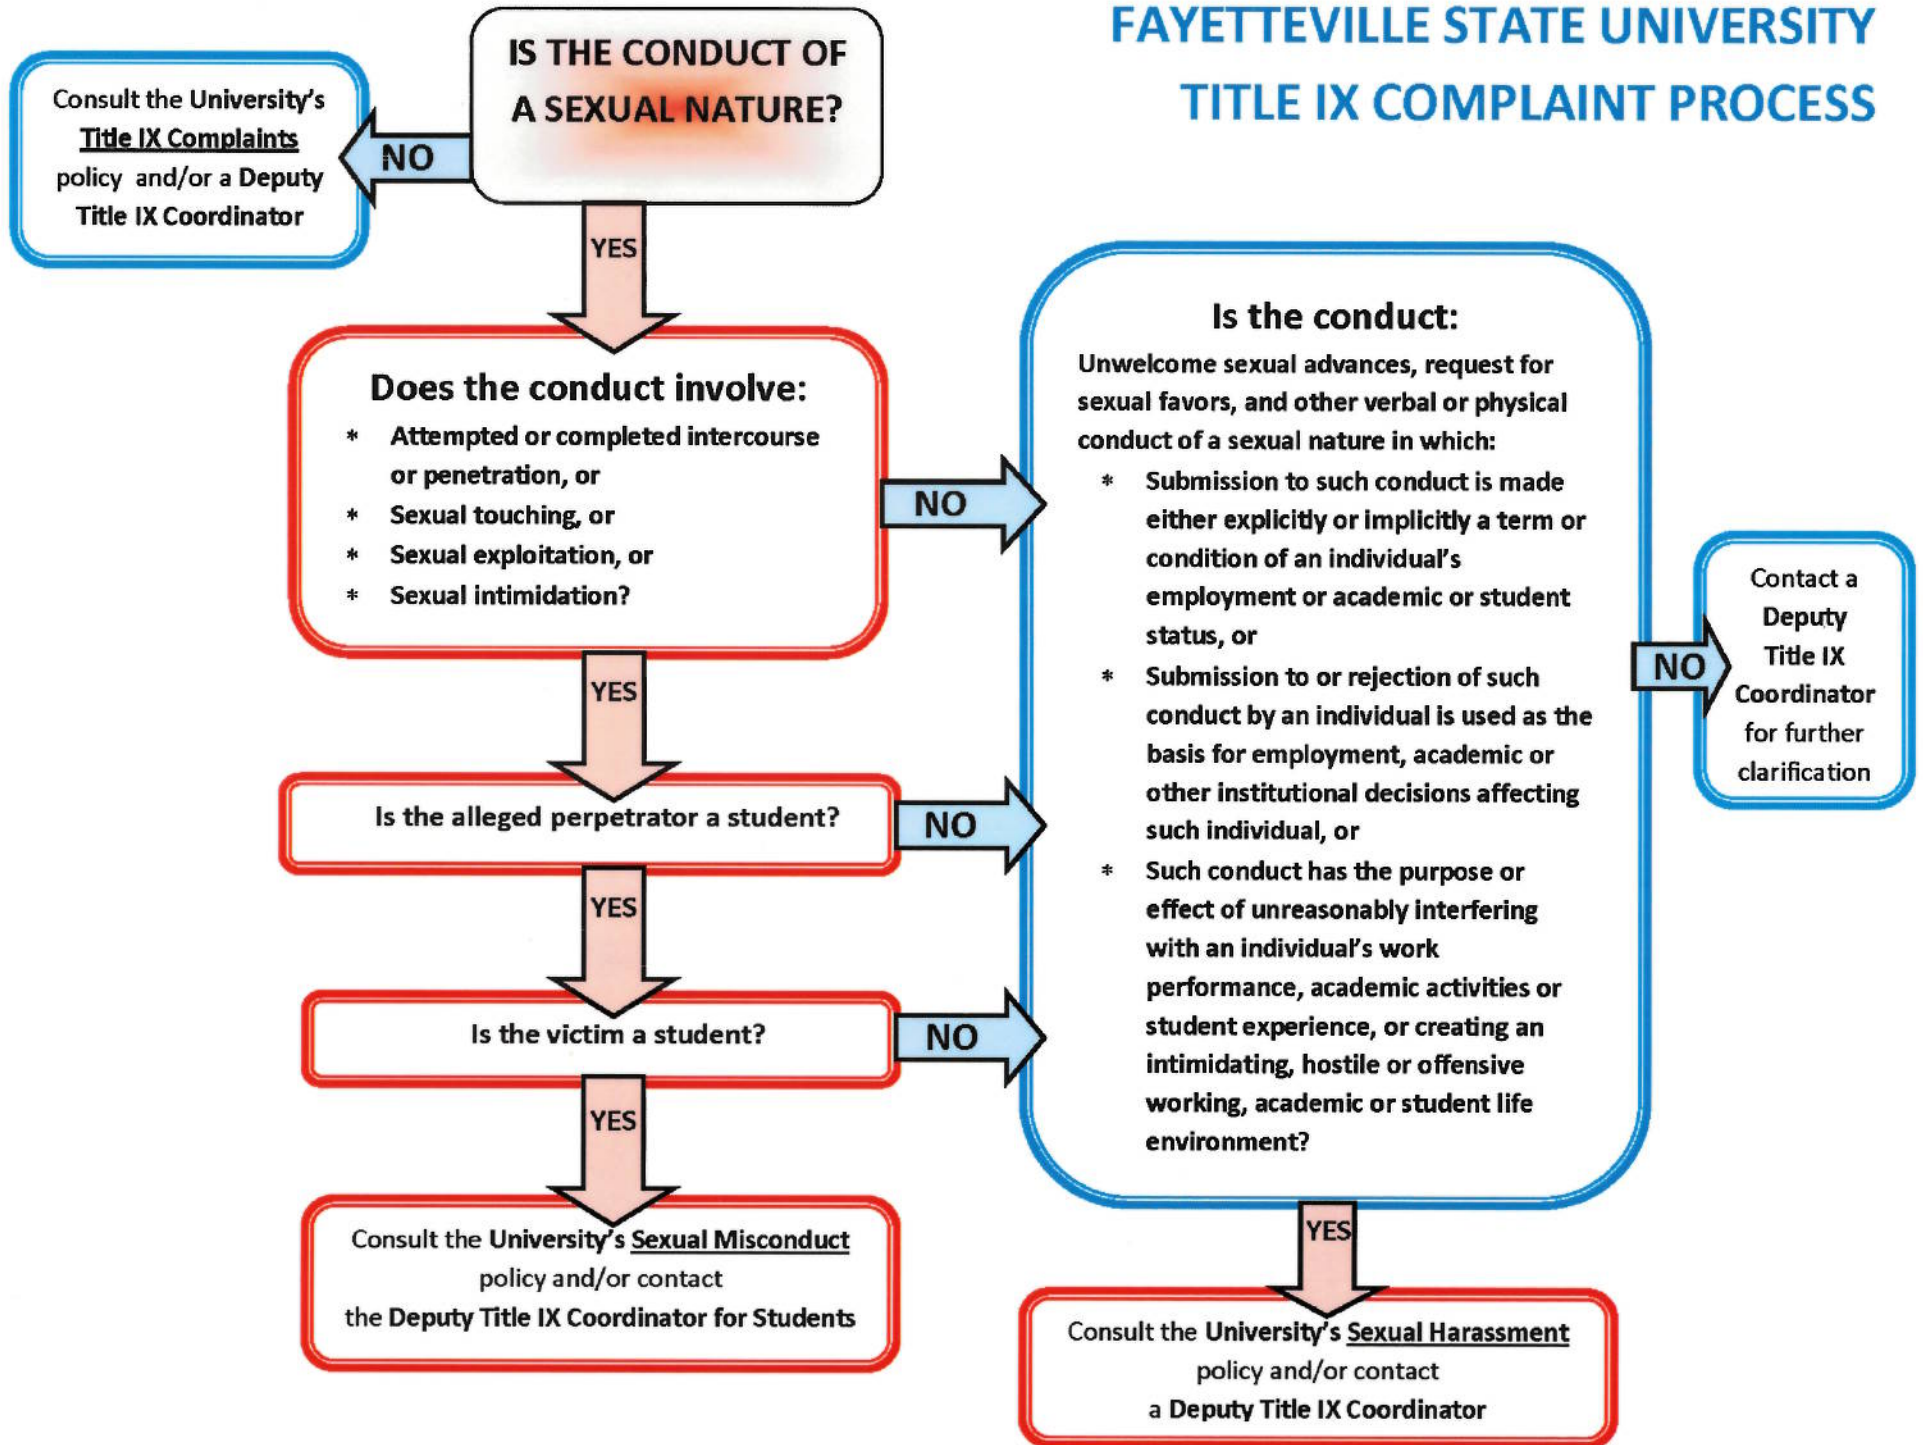 FAYETTEVILLE STATE UNIVERSITY
TITLE IX COMPLAINT PROCESS
IS THE CONDUCT OF
A SEXUAL NATURE?
NO
Consult the University's
Title IX Complaints
policy and/or a Deputy
Title IX Coordinator
YES
Does the conduct involve:
* Attempted or completed intercourse
or penetration, or
* Sexual touching, or
* Sexual exploitation, or
* Sexual intimidation?
NO
YES
Is the alleged perpetrator a student?
NO
YES
Is the victim a student?
NO
YES
Consult the University's Sexual Misconduct
policy and/or contact
the Deputy Title IX Coordinator for Students
Is the conduct:
Unwelcome sexual advances, request for
sexual favors, and other verbal or physical
conduct of a sexual nature in which:
* Submission to such conduct is made
either explicitly or implicitly a term or
condition of an individual's
employment or academic or student
status, or
* Submission to or rejection of such
conduct by an individual is used as the
basis for employment, academic or
other institutional decisions affecting
such individual, or
* Such conduct has the purpose or
effect of unreasonably interfering
with an individual's work
performance, academic activities or
student experience, or creating an
intimidating, hostile or offensive
working, academic or student life
environment?
NO
Contact a
Deputy
Title IX
Coordinator
for further
clarification
YES
Consult the University's Sexual Harassment
policy and/or contact
a Deputy Title IX Coordinator